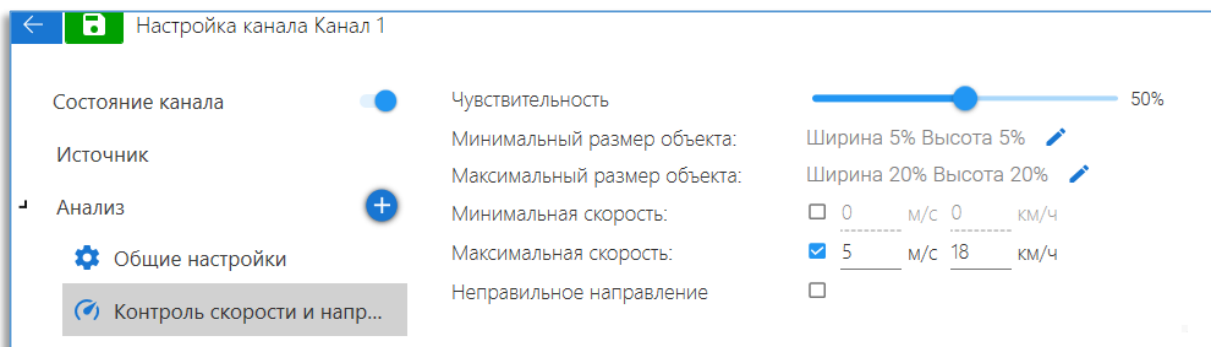 Настройка канала Канал 1
Состояние канала
Источник
Анализ
Общие настройки
Контроль скорости и напр...
Чувствительность 50%
Минимальный размер объекта: Ширина 5% Высота 5%
Максимальный размер объекта: Ширина 20% Высота 20%
Минимальная скорость: 0 м/с 0 км/ч
Максимальная скорость: 5 м/с 18 км/ч
Неправильное направление